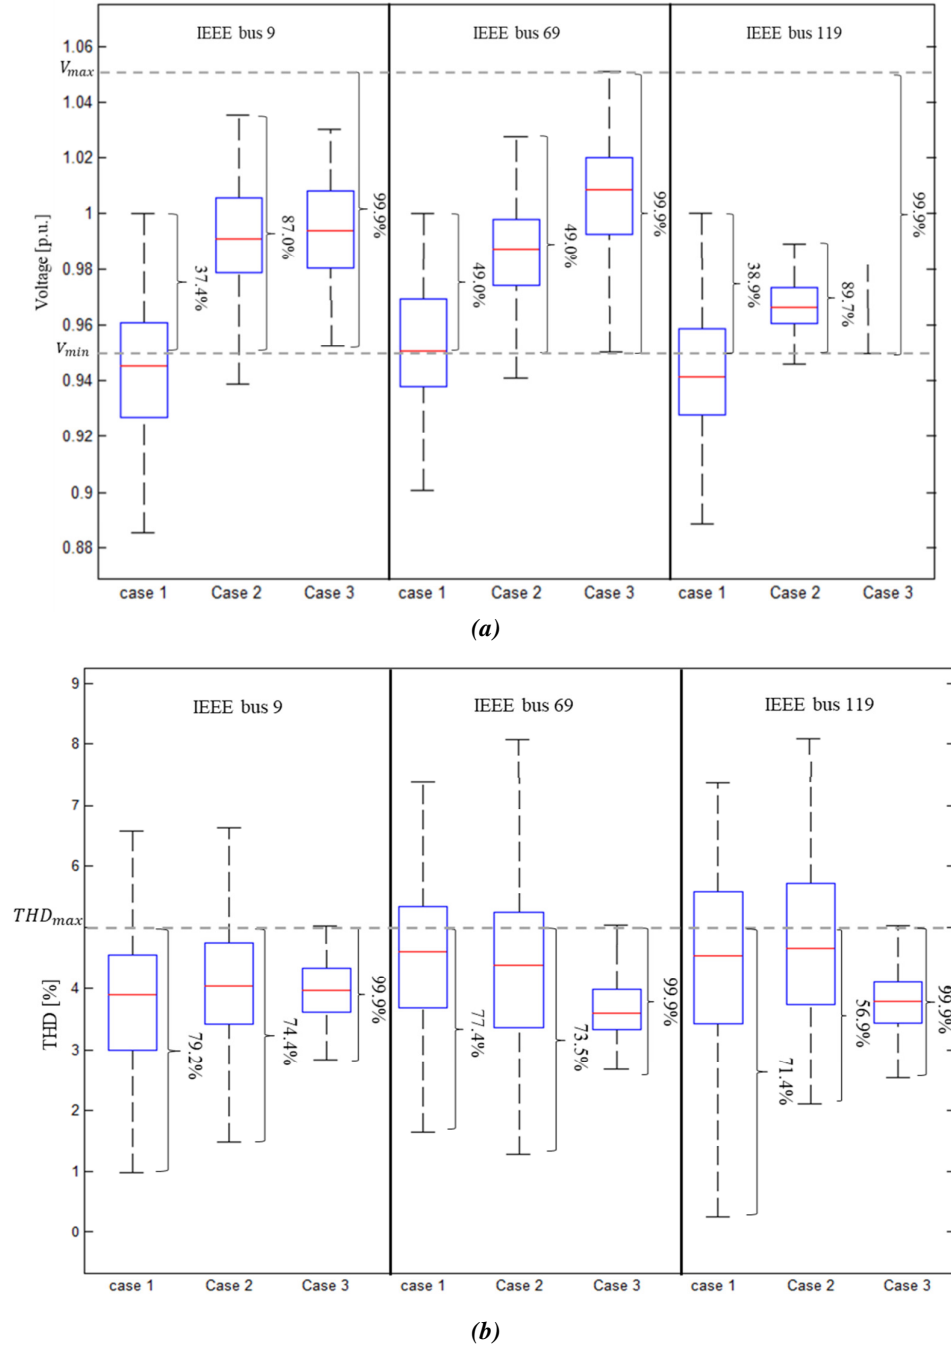 IEEE bus 9
IEEE bus 69
IEEE bus 119
1.06
V_max
1.04
1.02
1
0.98
0.96
V_min
0.94
0.92
0.9
0.88
Voltage [p.u.]
37.4%
87.0%
99.9%
49.0%
49.0%
99.9%
38.9%
89.7%
99.9%
case 1
Case 2
Case 3
case 1
Case 2
Case 3
case 1
Case 2
Case 3
(a)
IEEE bus 9
IEEE bus 69
IEEE bus 119
9
8
7
6
THD_max
4
3
2
1
0
THD [%]
79.2%
74.4%
99.9%
77.4%
73.5%
99.9%
71.4%
56.9%
99.9%
case 1
Case 2
Case 3
case 1
Case 2
Case 3
case 1
Case 2
Case 3
(b)